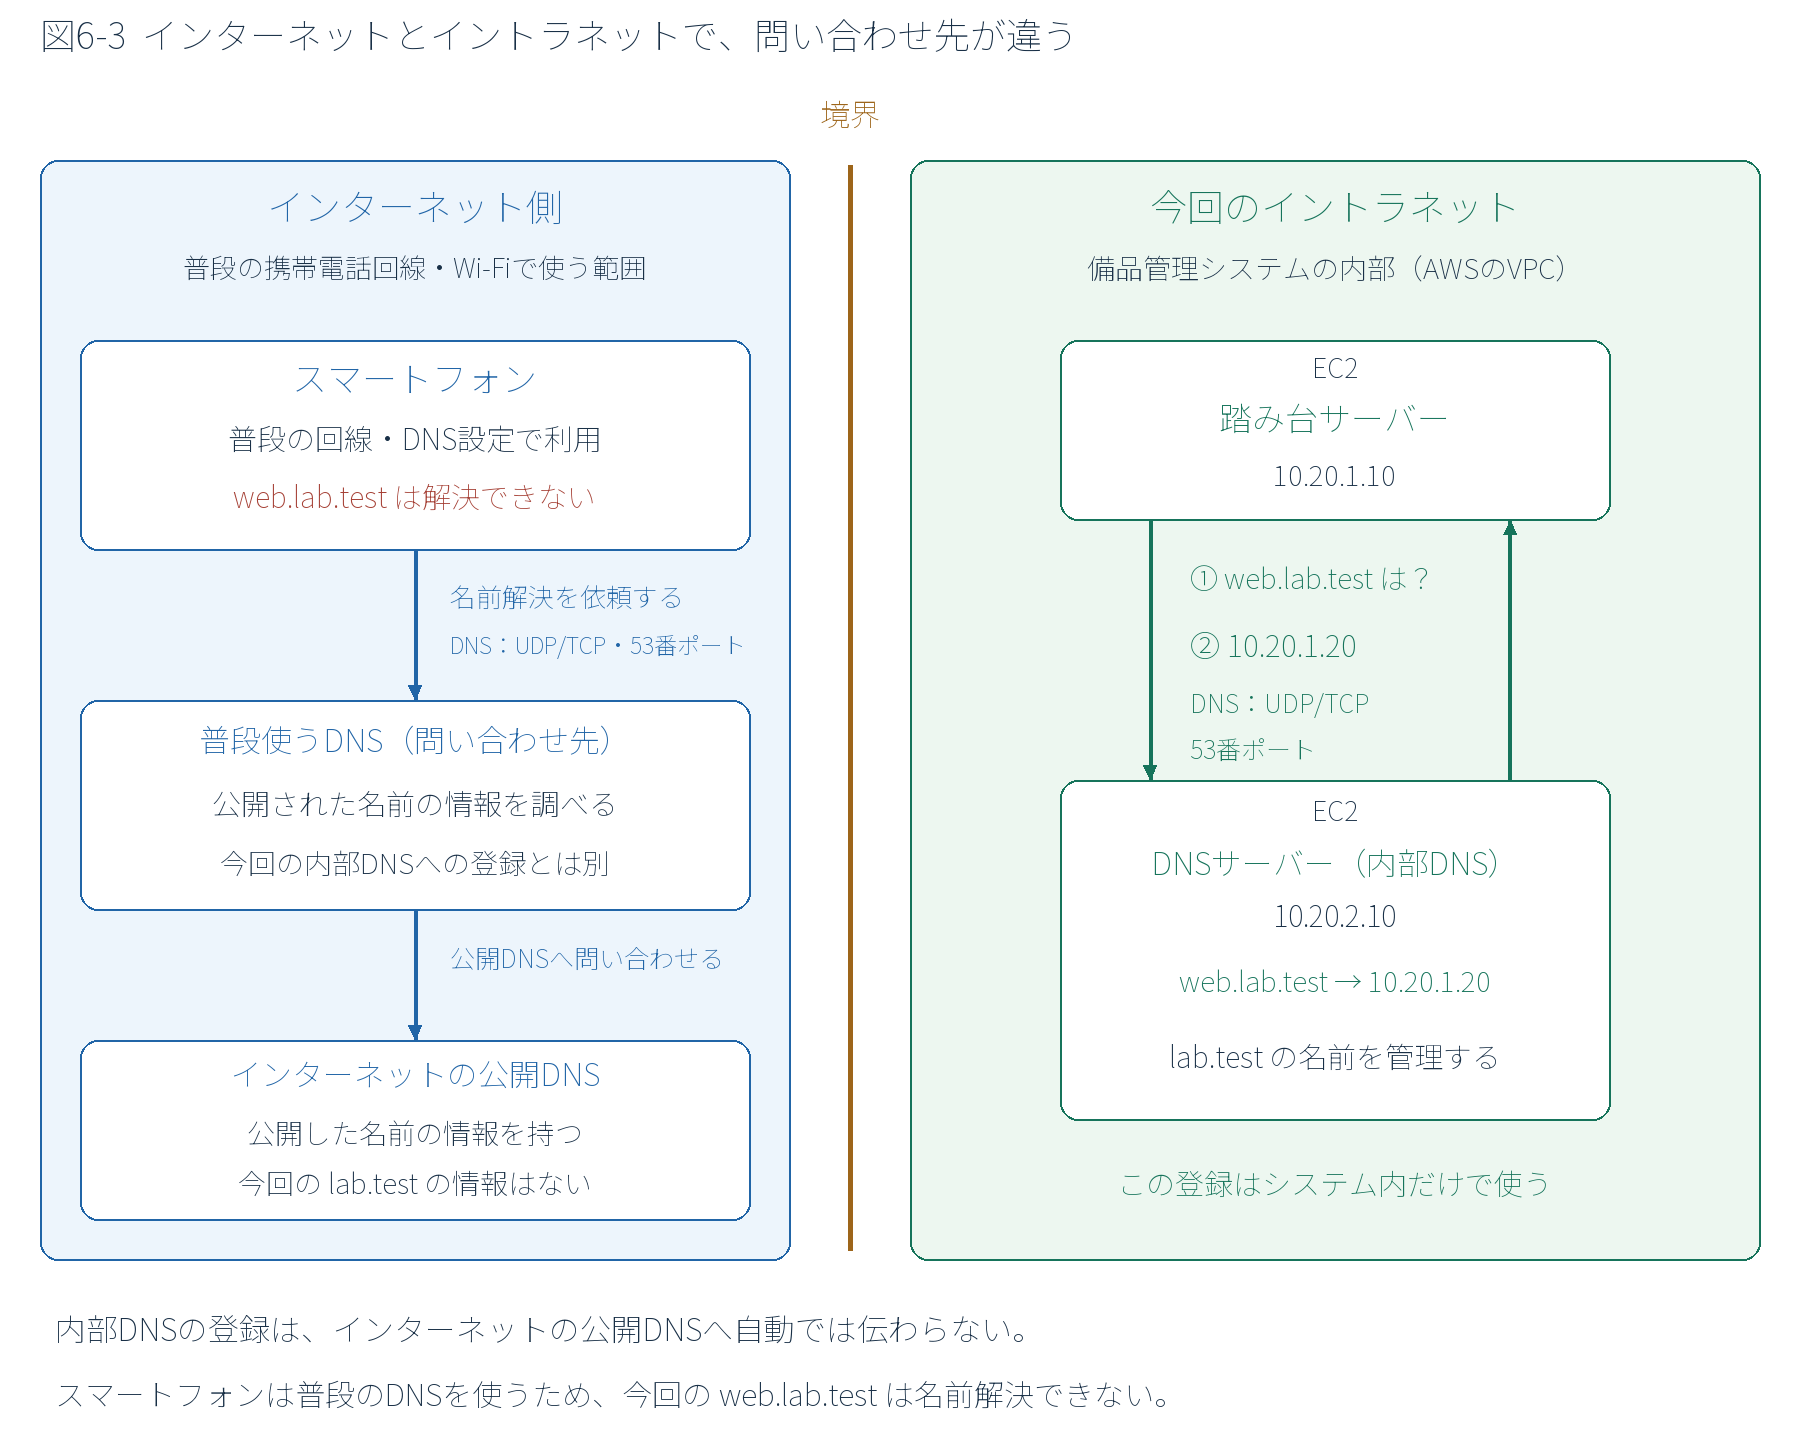 図6-3 インターネットとイントラネットで、問い合わせ先が違う
境界
インターネット側
普段の携帯電話回線・Wi-Fiで使う範囲
スマートフォン
普段の回線・DNS設定で利用
web.lab.test は解決できない
名前解決を依頼する
DNS：UDP/TCP・53番ポート
普段使うDNS（問い合わせ先）
公開された名前の情報を調べる
今回の内部DNSへの登録とは別
公開DNSへ問い合わせる
インターネットの公開DNS
公開した名前の情報を持つ
今回の lab.test の情報はない
今回のイントラネット
備品管理システムの内部（AWSのVPC）
EC2
踏み台サーバー
10.20.1.10
① web.lab.test は？
② 10.20.1.20
DNS：UDP/TCP
53番ポート
EC2
DNSサーバー（内部DNS）
10.20.2.10
web.lab.test → 10.20.1.20
lab.test の名前を管理する
この登録はシステム内だけで使う
内部DNSの登録は、インターネットの公開DNSへ自動では伝わらない。
スマートフォンは普段のDNSを使うため、今回の web.lab.test は名前解決できない。